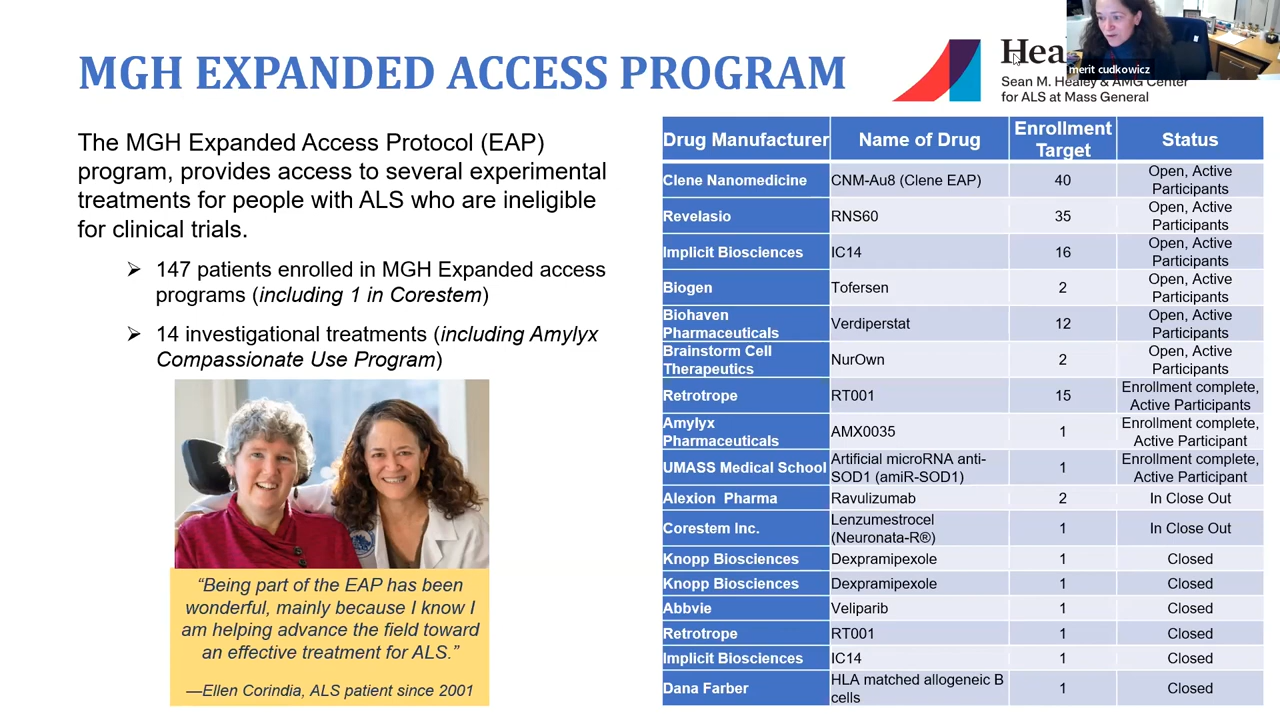 MGH EXPANDED ACCESS PROGRAM
merit cudkowicz
Sean M. Healey & AMG Center
for ALS at Mass General
The MGH Expanded Access Protocol (EAP)
program, provides access to several experimental
treatments for people with ALS who are ineligible
for clinical trials.
➢ 147 patients enrolled in MGH Expanded access
programs (including 1 in Corestem)
➢ 14 investigational treatments (including Amylyx
Compassionate Use Program)
“Being part of the EAP has been
wonderful, mainly because I know I
am helping advance the field toward
an effective treatment for ALS.”
—Ellen Corindia, ALS patient since 2001
Drug Manufacturer Name of Drug Enrollment Target Status
Clene Nanomedicine CNM-Au8 (Clene EAP) 40 Open, Active Participants
Revelasio RNS60 35 Open, Active Participants
Implicit Biosciences IC14 16 Open, Active Participants
Biogen Tofersen 2 Open, Active Participants
Biohaven Pharmaceuticals Verdiperstat 12 Open, Active Participants
Brainstorm Cell Therapeutics NurOwn 2 Open, Active Participants
Retrotrope RT001 15 Enrollment complete, Active Participants
Amylyx Pharmaceuticals AMX0035 1 Enrollment complete, Active Participant
UMASS Medical School Artificial microRNA anti-SOD1 (amiR-SOD1) 1 Enrollment complete, Active Participant
Alexion Pharma Ravulizumab 2 In Close Out
Corestem Inc. Lenzumestrocel (Neuronata-R®) 1 In Close Out
Knopp Biosciences Dexpramipexole 1 Closed
Knopp Biosciences Dexpramipexole 1 Closed
Abbvie Veliparib 1 Closed
Retrotrope RT001 1 Closed
Implicit Biosciences IC14 1 Closed
Dana Farber HLA matched allogeneic B cells 1 Closed